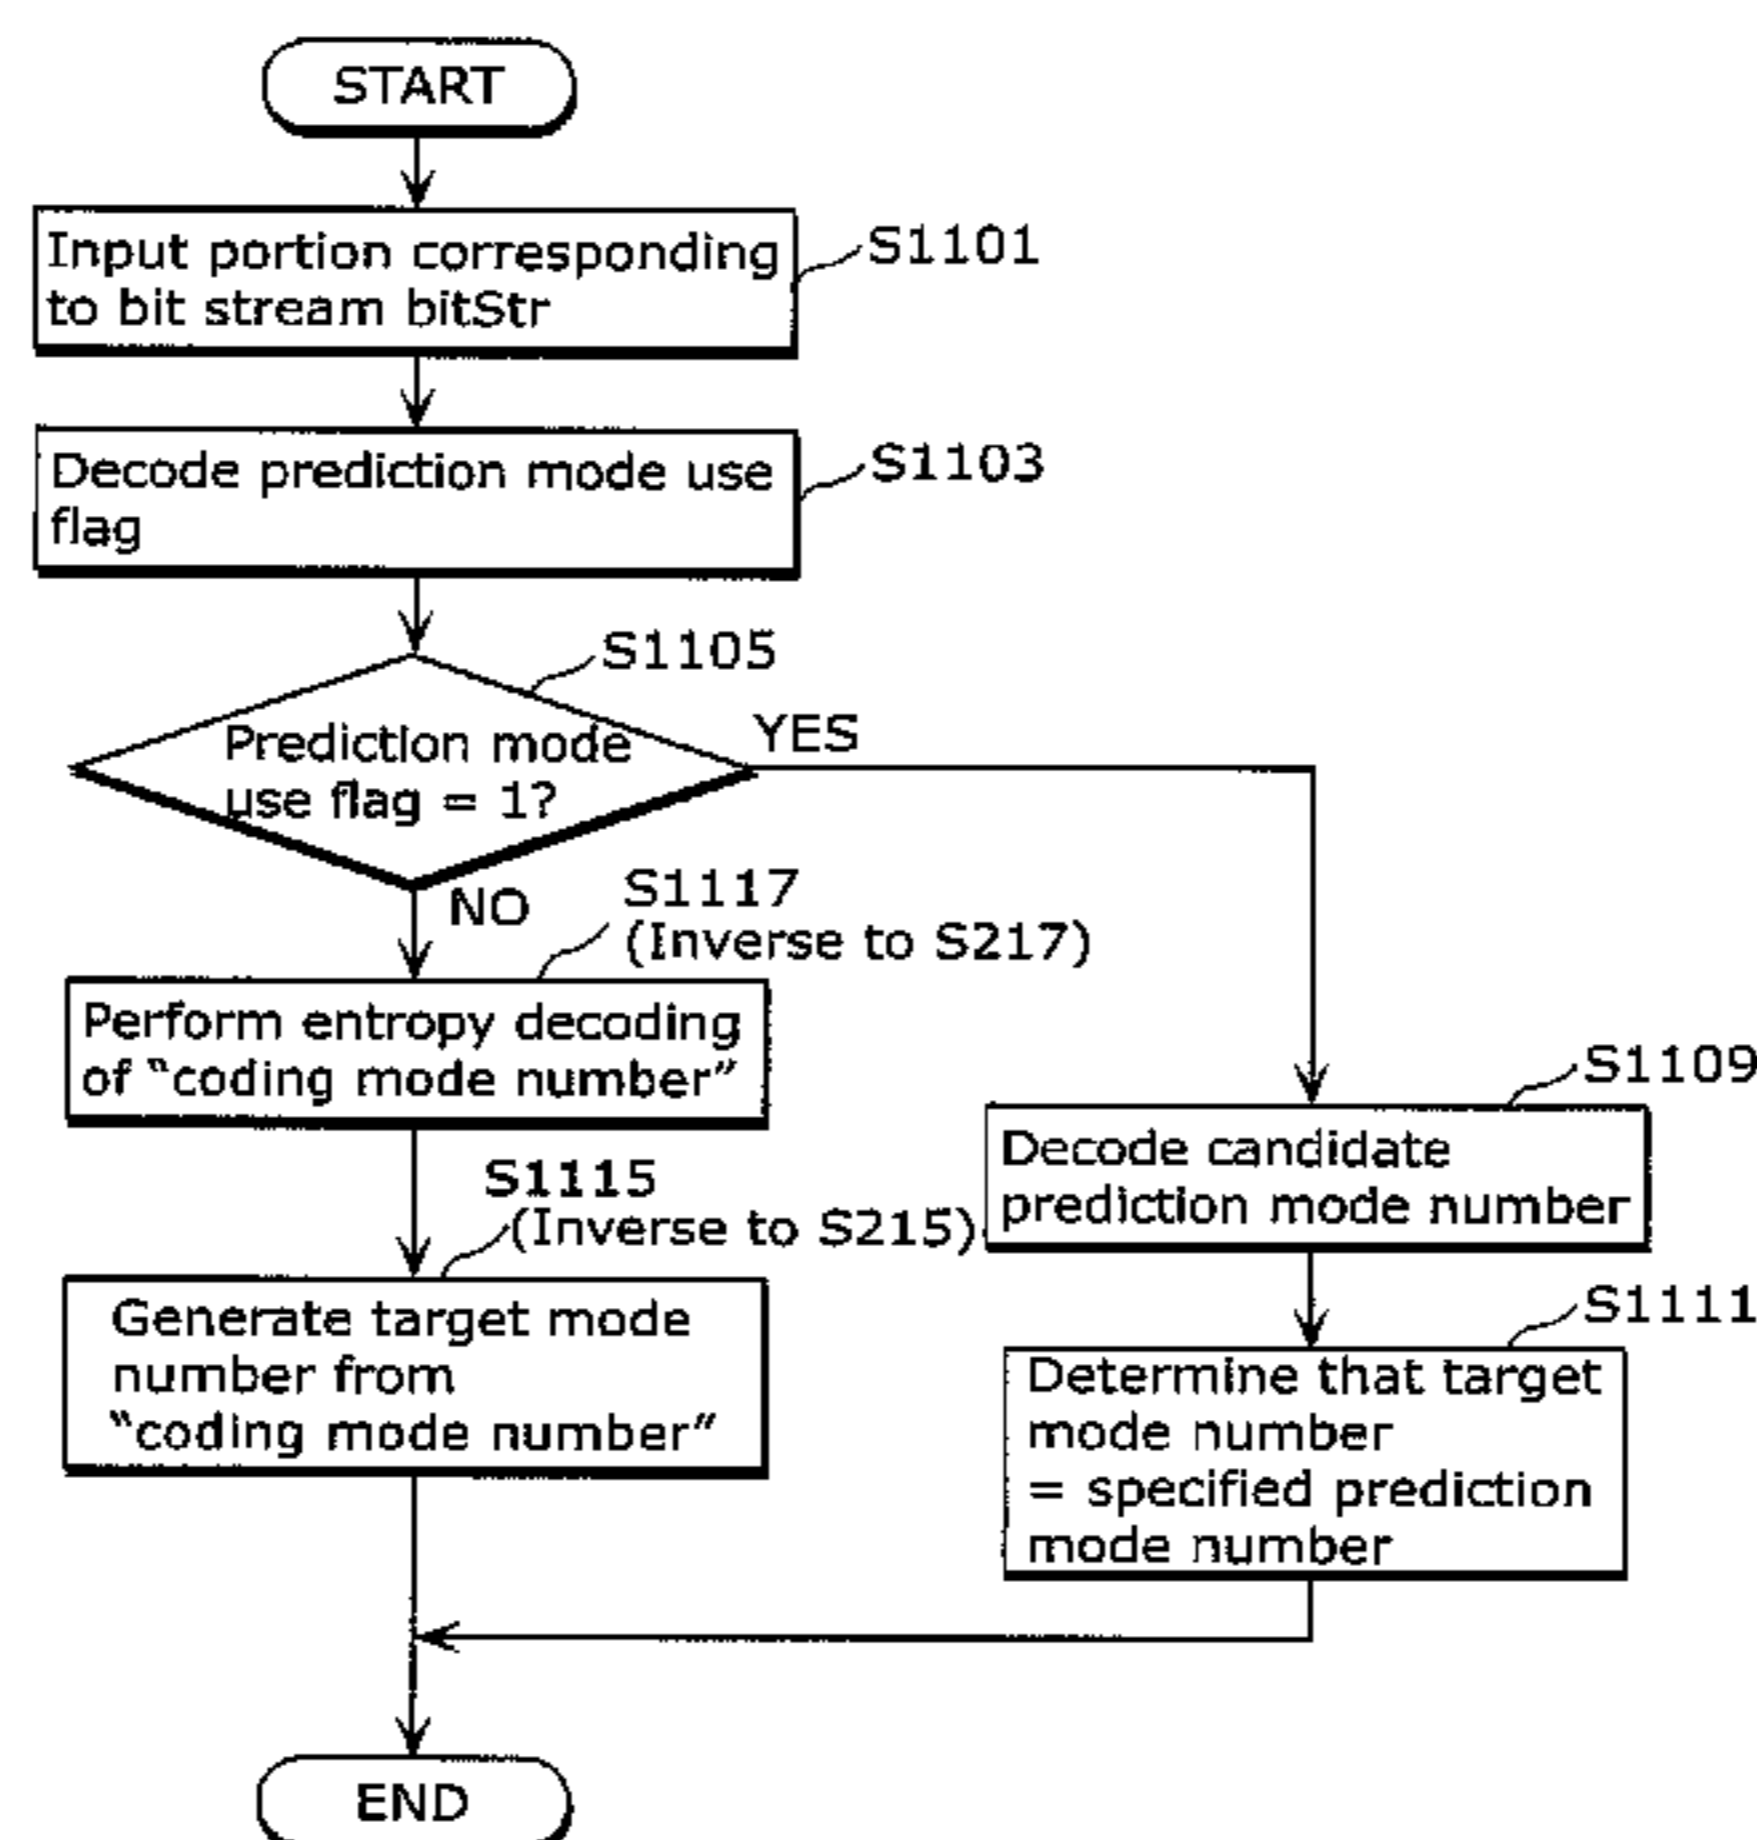 START
Input portion corresponding
to bit stream bitStr
S1101
Decode prediction mode use
flag
S1103
S1105
Prediction mode
use flag = 1?
YES
NO
S1117
(Inverse to S217)
Perform entropy decoding
of “coding mode number”
S1115
(Inverse to S215)
Generate target mode
number from
“coding mode number”
S1109
Decode candidate
prediction mode number
S1111
Determine that target
mode number
= specified prediction
mode number
END